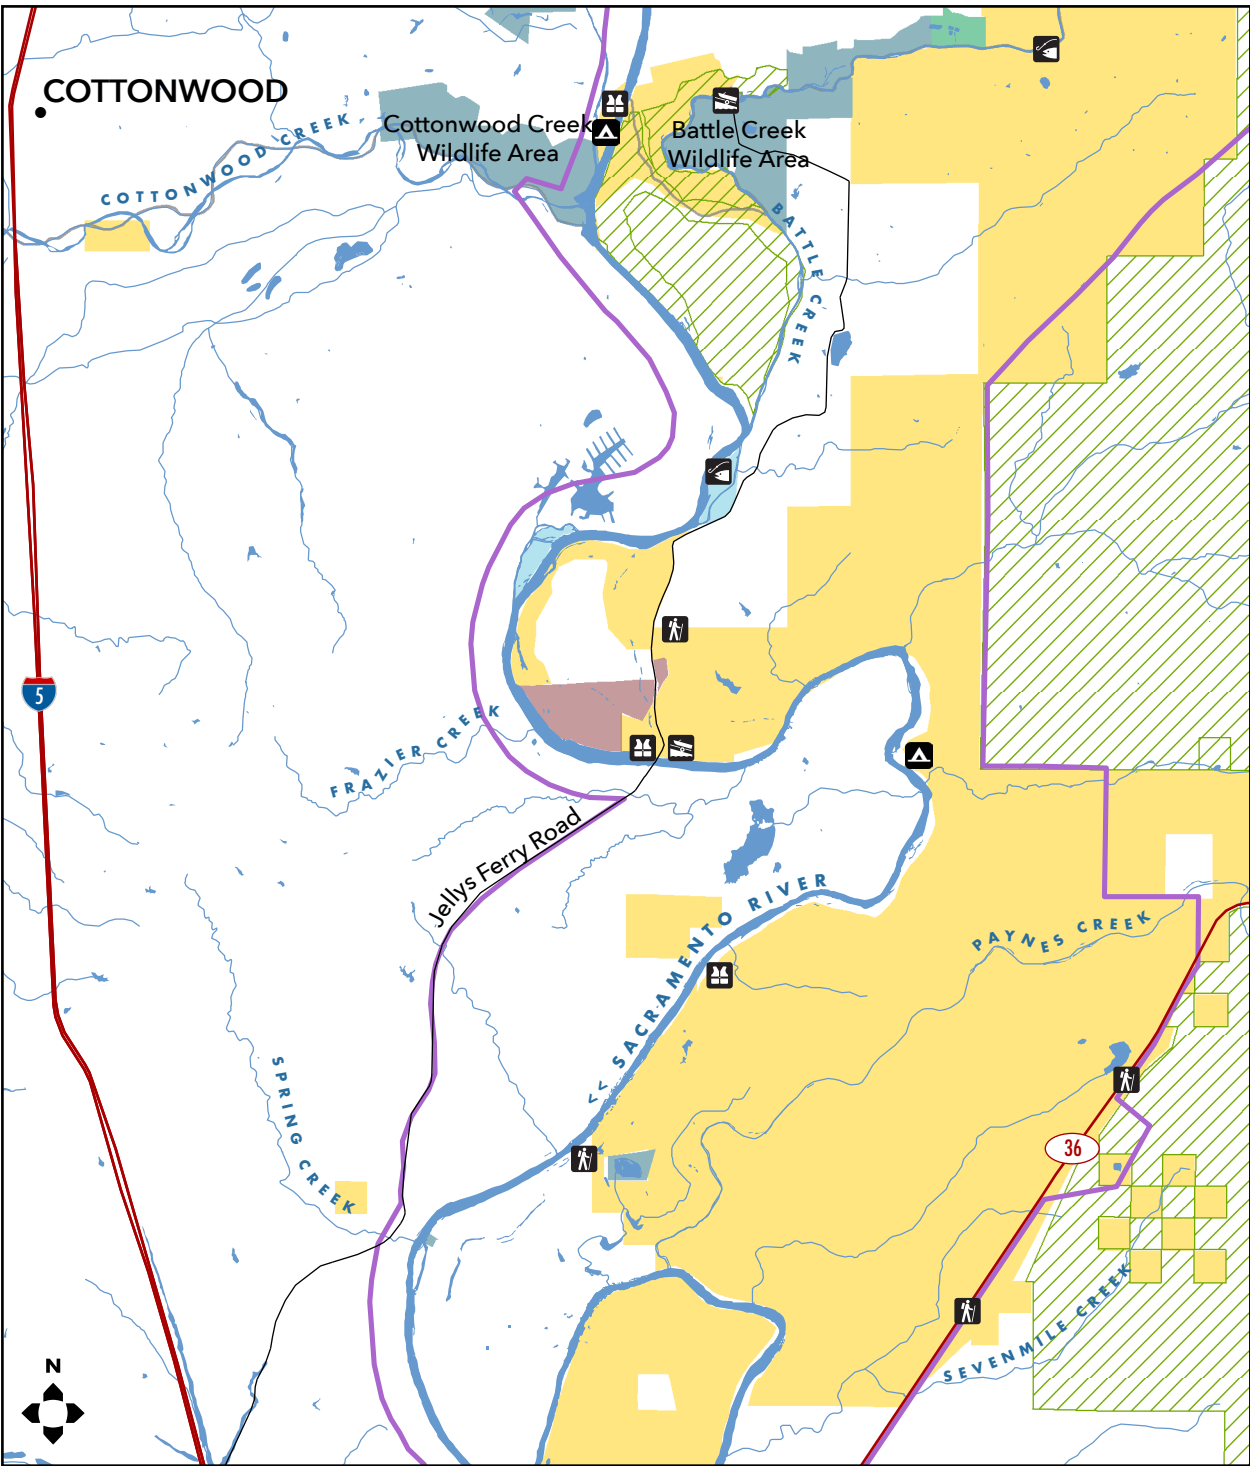 COTTONWOOD
COTTONWOOD CREEK
Cottonwood Creek
Wildlife Area
Battle Creek
Wildlife Area
BATTLE CREEK
5
FRAZIER CREEK
Jellys Ferry Road
<< SACRAMENTO RIVER
PAYNES CREEK
SPRING CREEK
36
SEVENMILE CREEK
N